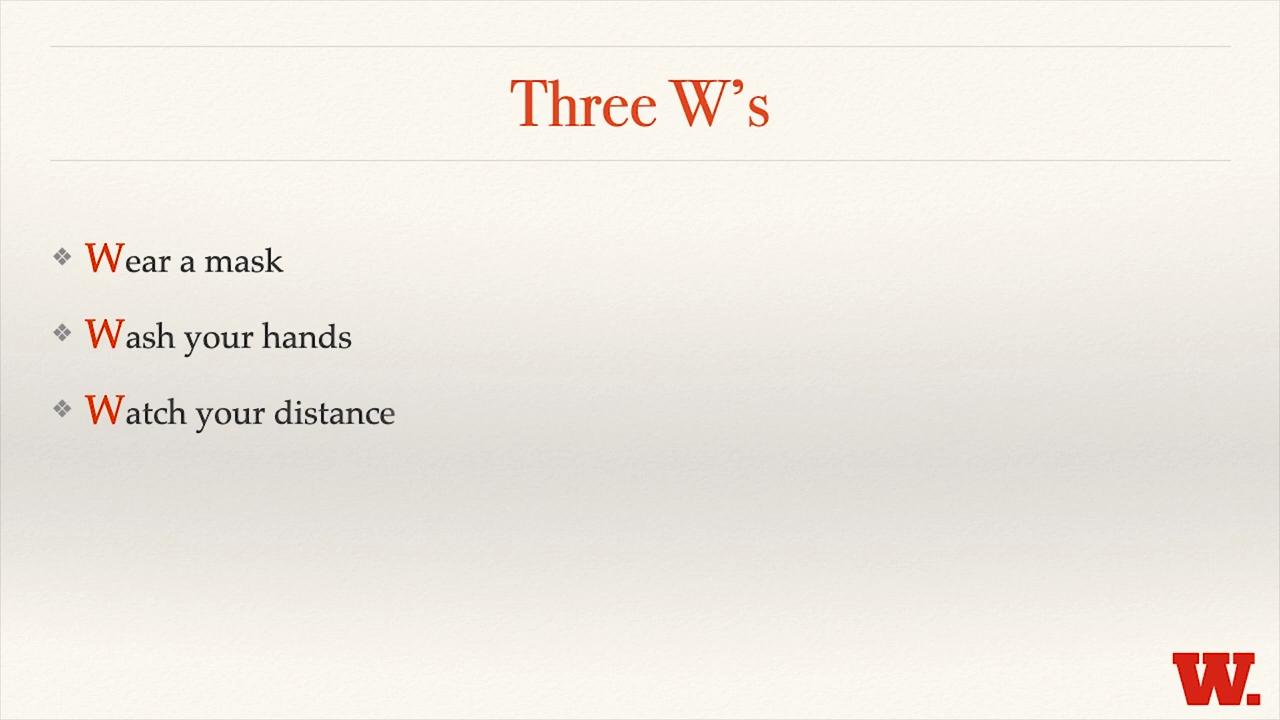 Three W’s
Wear a mask
Wash your hands
Watch your distance
W.